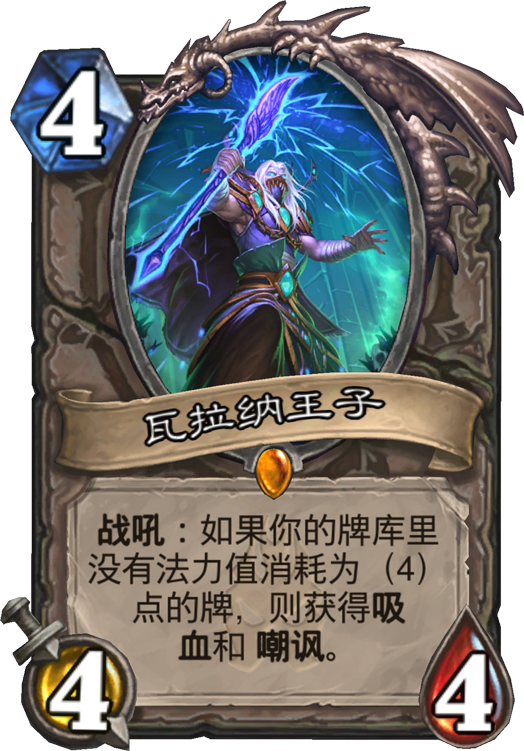 4
瓦拉纳王子
战吼：如果你的牌库里
没有法力值消耗为（4）
点的牌，则获得吸
血和 嘲讽。
4
4